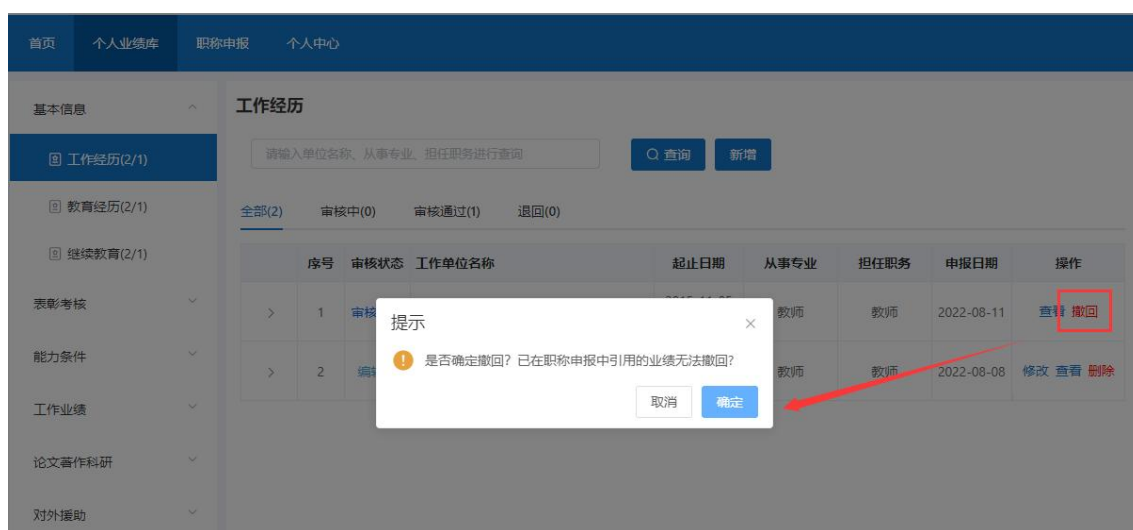 首页 个人业绩库 职称申报 个人中心
基本信息
工作经历(2/1)
教育经历(2/1)
继续教育(2/1)
表彰考核
能力条件
工作业绩
论文著作科研
对外援助
工作经历
请输入单位名称、从事专业、担任职务进行查询 查询 新增
全部(2) 审核中(0) 审核通过(1) 退回(0)
序号 审核状态 工作单位名称 起止日期 从事专业 担任职务 申报日期 操作
1 审核 教师 教师 2022-08-11 查看 撤回
2 编辑 教师 教师 2022-08-08 修改 查看 删除
提示
是否确定撤回？已在职称申报中引用的业绩无法撤回?
取消 确定